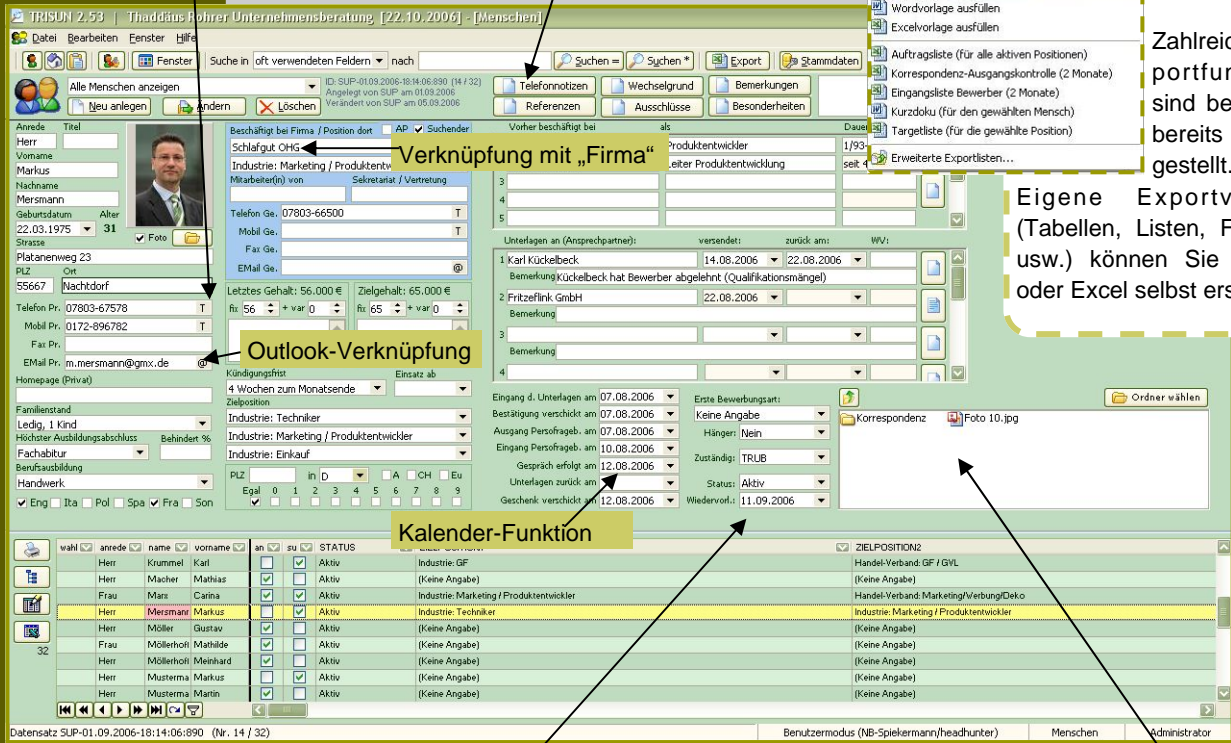 TRISUN 2.53 | Thaddäus Rohrer Unternehmensberatung [22.10.2006] - [Menschen]
Datei Bearbeiten Fenster Hilfe
Fenster Suche in oft verwendeten Feldern nach Suchen = Suchen * Export Stammdaten
Alle Menschen anzeigen
ID: SUP-01.09.2006-18:14:06:890 (14 / 32)
Angelegt von SUP am 01.09.2006
Verändert von SUP am 05.09.2006
Neu anlegen Ändern Löschen
Telefonnotizen Wechselgrund Bemerkungen
Referenzen Ausschlüsse Besonderheiten
Wordvorlage ausfüllen
Excelvorlage ausfüllen
Auftragsliste (für alle aktiven Positionen)
Korrespondenz-Ausgangskontrolle (2 Monate)
Eingangsliste Bewerber (2 Monate)
Kurzdoku (für den gewählten Mensch)
Targetliste (für die gewählte Position)
Erweiterte Exportlisten...
Zahlreic
portfur
sind be
bereits
gestellt.
Eigene Exportv
(Tabellen, Listen, F
usw.) können Sie
oder Excel selbst ers
Anrede Titel
Herr
Vorname
Markus
Nachname
Mersmann
Geburtsdatum Alter
22.03.1975 31
Foto
Strasse
Platanenweg 23
PLZ Ort
55667 Nachtdorf
Telefon Pr. 07803-67578 T
Mobil Pr. 0172-896782 T
Fax Pr.
EMail Pr. m.mersmann@gmx.de @
Homepage (Privat)
Familienstand
Ledig, 1 Kind
Höchster Ausbildungsabschluss Behindert %
Fachabitur
Berufsausbildung
Handwerk
Eng Ita Pol Spa Fra Son
Beschäftigt bei Firma / Position dort AP Suchender
Schlafgut OHG
Industrie: Marketing / Produktentw
Verknüpfung mit „Firma“
Mitarbeiter(in) von Sekretariat / Vertretung
Telefon Ge. 07803-66500 T
Mobil Ge. T
Fax Ge.
EMail Ge. @
Letztes Gehalt: 56.000 € Zielgehalt: 65.000 €
fix 56 + var 0 fix 65 + var 0
Outlook-Verknüpfung
Kündigungsfrist Einsatz ab
4 Wochen zum Monatsende
Zielposition
Industrie: Techniker
Industrie: Marketing / Produktentwickler
Industrie: Einkauf
PLZ in D A CH Eu
Egal 0 1 2 3 4 5 6 7 8 9
Vorher beschäftigt bei als Dauer
Produktentwickler 1/93-
Leiter Produktentwicklung seit 4
3
4
5
Unterlagen an (Ansprechpartner): versendet: zurück am: WV:
1 Karl Kückelbeck 14.08.2006 22.08.2006
Bemerkung Kückelbeck hat Bewerber abgelehnt (Qualifikationsmängel)
2 Fritzeflink GmbH 22.08.2006
Bemerkung
3
Bemerkung
4
Eingang d. Unterlagen am 07.08.2006
Bestätigung verschickt am 07.08.2006
Ausgang Persofrageb. am 07.08.2006
Eingang Persofrageb. am 10.08.2006
Gespräch erfolgt am 12.08.2006
Unterlagen zurück am
Geschenk verschickt am 12.08.2006
Erste Bewerbungsart:
Keine Angabe
Hänger: Nein
Zuständig: TRUB
Status: Aktiv
Wiedervorl.: 11.09.2006
Ordner wählen
Korrespondenz Foto 10.jpg
Kalender-Funktion
wahl anrede name vorname an su STATUS ZIELPOSITION2
Herr Krummel Karl Aktiv Industrie: GF Handel-Verband: GF / GVL
Herr Macher Mathias Aktiv (Keine Angabe) (Keine Angabe)
Frau Marx Carina Aktiv Industrie: Marketing / Produktentwickler Handel-Verband: Marketing/Werbung/Deko
Herr Mersmann Markus Aktiv Industrie: Techniker Industrie: Marketing / Produktentwickler
Herr Möller Gustav Aktiv (Keine Angabe) (Keine Angabe)
Frau Möllerhoff Mathilde Aktiv (Keine Angabe) (Keine Angabe)
Herr Möllerhoff Meinhard Aktiv (Keine Angabe) (Keine Angabe)
Herr Musterma Markus Aktiv (Keine Angabe) (Keine Angabe)
Herr Musterma Martin Aktiv (Keine Angabe) (Keine Angabe)
32
Datensatz SUP-01.09.2006-18:14:06:890 (Nr. 14 / 32) Benutzermodus (NB-Spiekermann/headhunter) Menschen Administrator